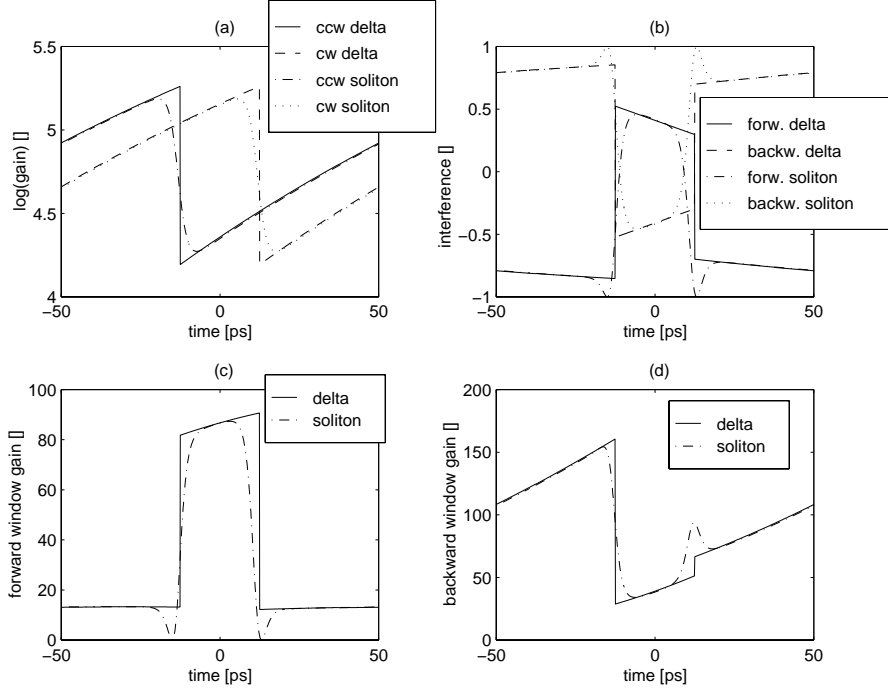 (a)
5.5
5
4.5
4
log(gain) []
−50
0
50
time [ps]
ccw delta
cw delta
ccw soliton
cw soliton
(b)
1
0.5
0
−0.5
−1
interference []
−50
0
50
time [ps]
forw. delta
backw. delta
forw. soliton
backw. soliton
(c)
100
80
60
40
20
0
forward window gain []
−50
0
50
time [ps]
delta
soliton
(d)
200
150
100
50
0
backward window gain []
−50
0
50
time [ps]
delta
soliton